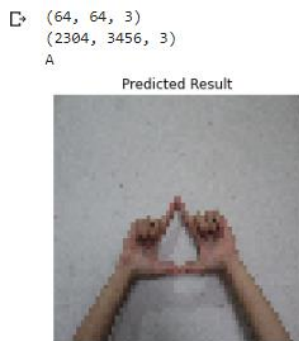 (64, 64, 3)
(2304, 3456, 3)
A
Predicted Result